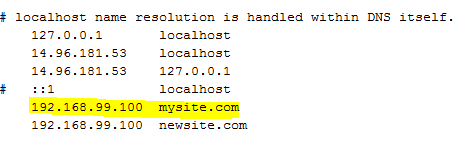 # localhost name resolution is handled within DNS itself.
127.0.0.1 localhost
14.96.181.53 localhost
14.96.181.53 127.0.0.1
# ::1 localhost
192.168.99.100 mysite.com
192.168.99.100 newsite.com